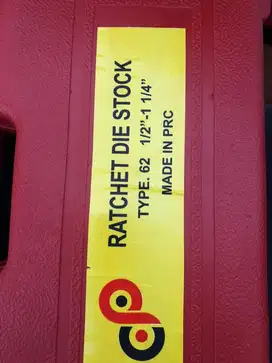 RATCHET DIE STOCK
TYPE. 62 1/2"-1 1/4"
MADE IN PRC